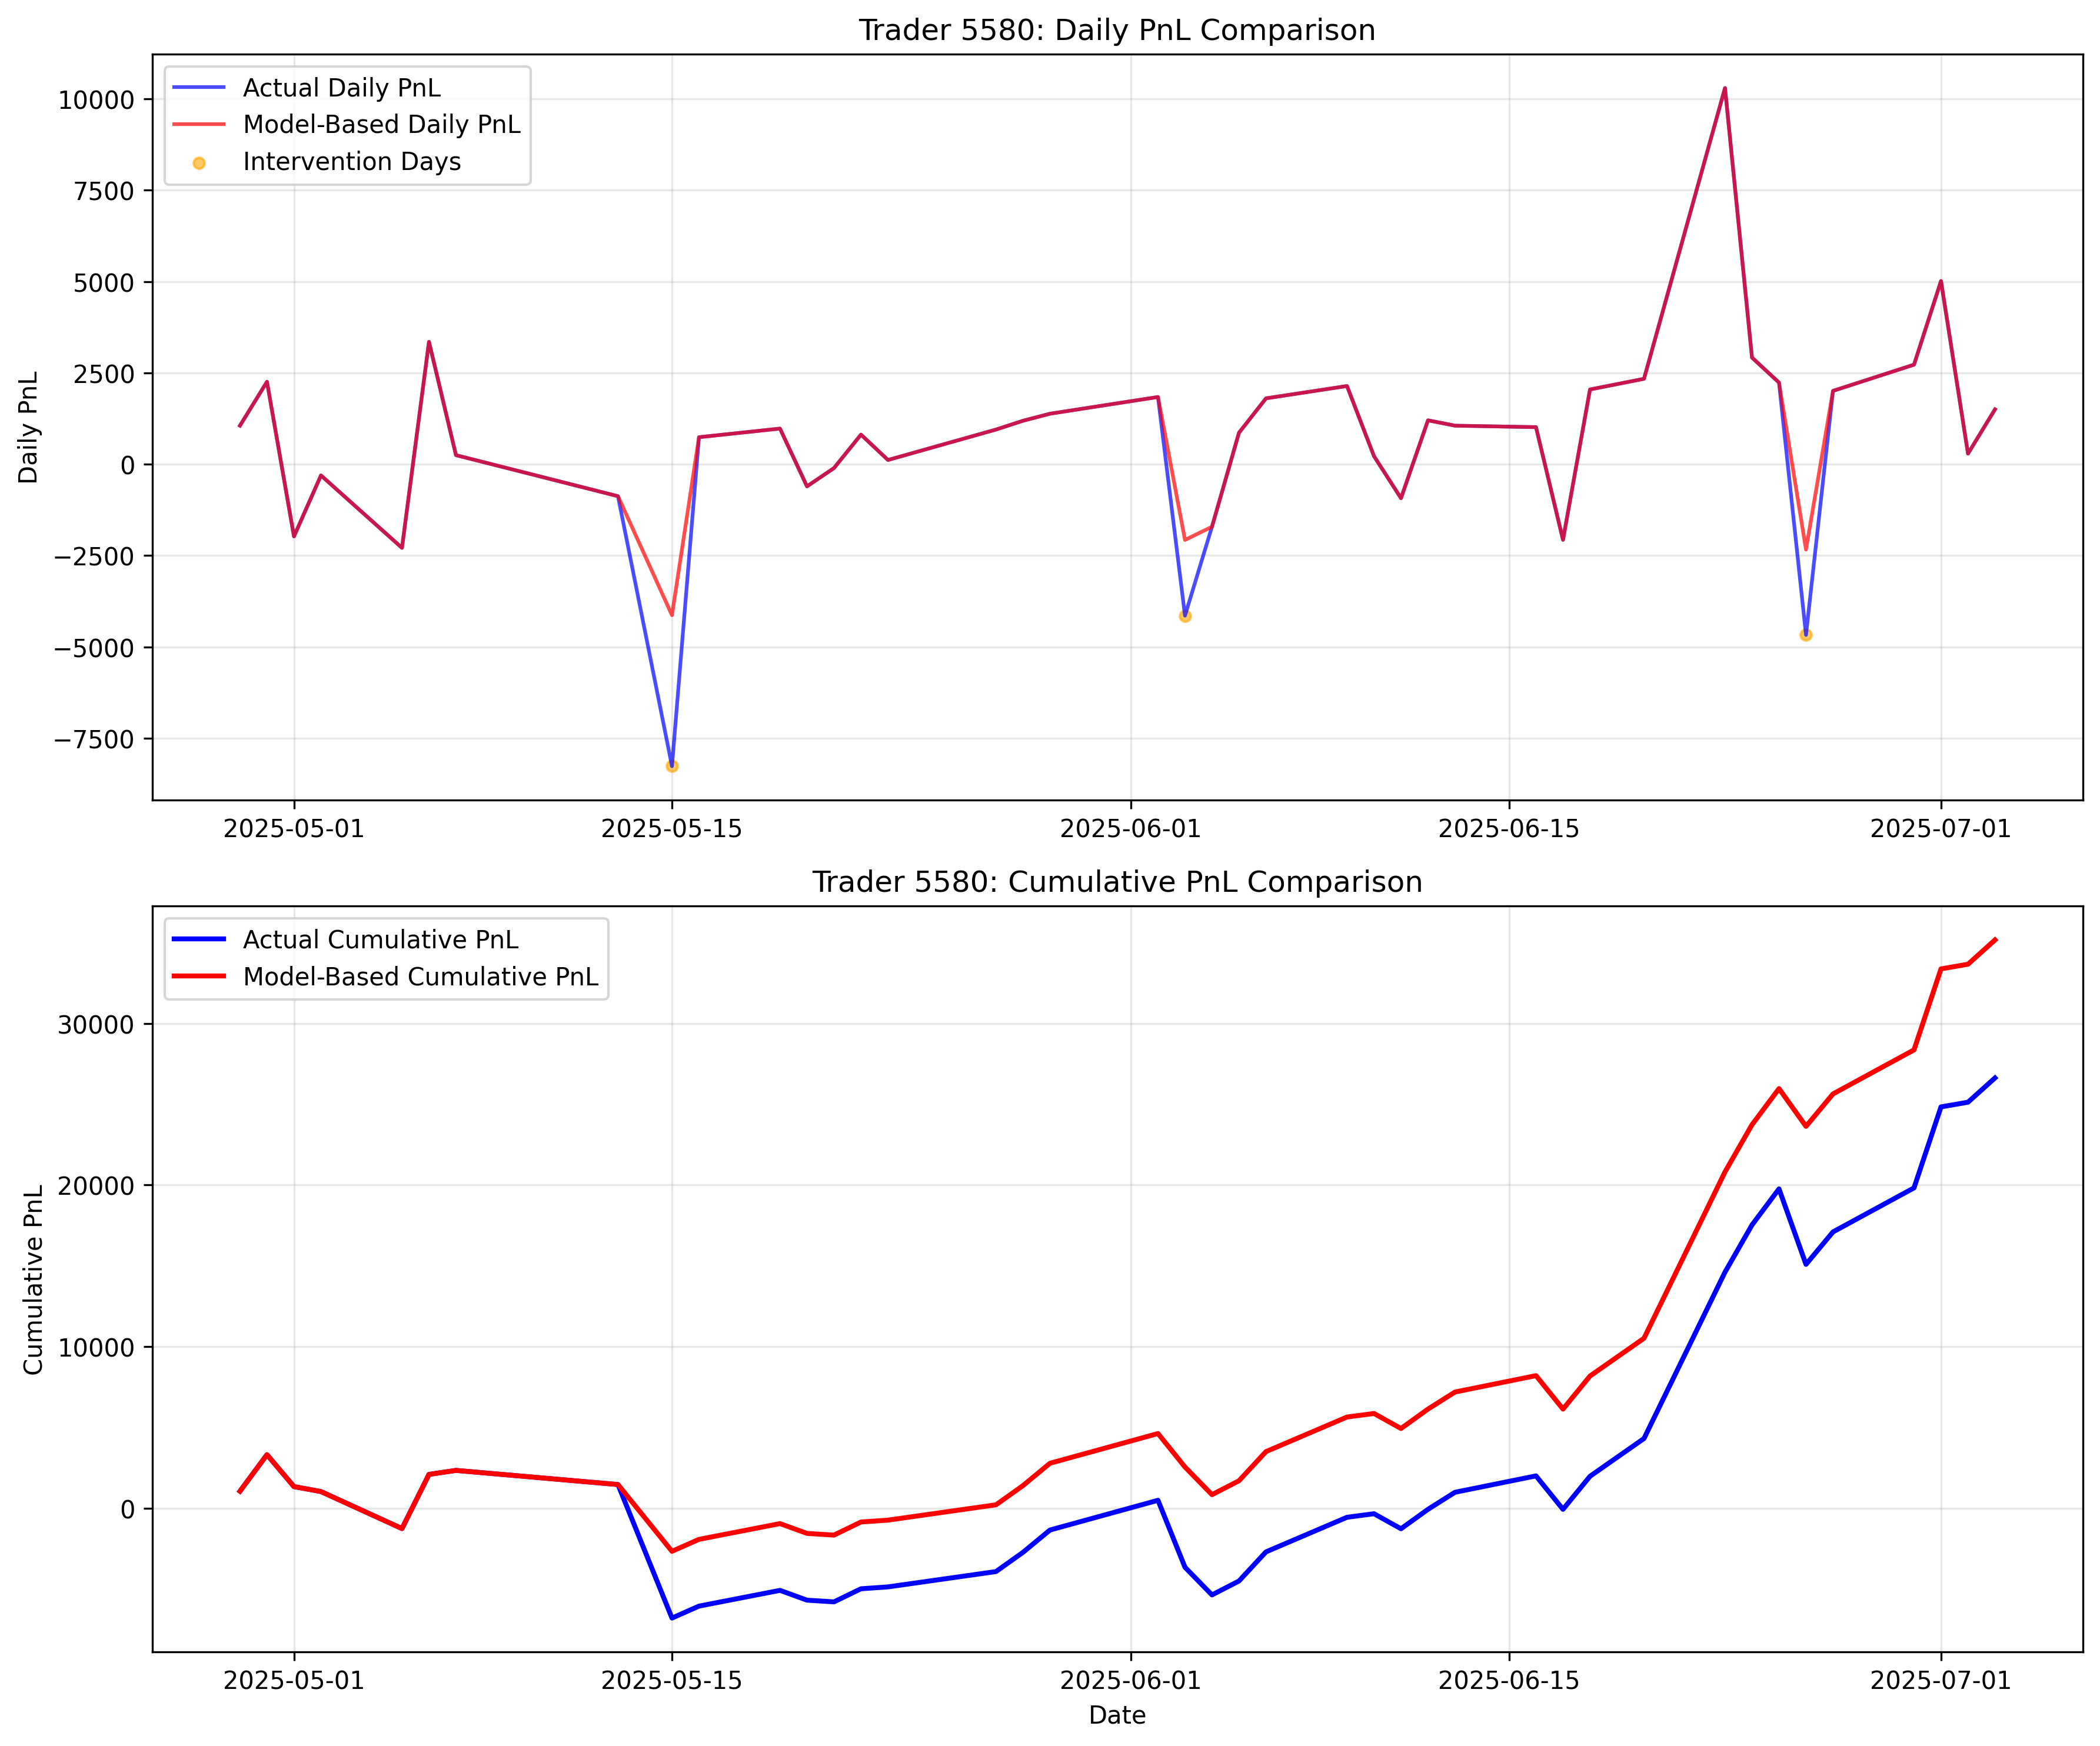 Trader 5580: Daily PnL Comparison
Actual Daily PnL
Model-Based Daily PnL
Intervention Days
Daily PnL
10000
7500
5000
2500
0
−2500
−5000
−7500
2025-05-01
2025-05-15
2025-06-01
2025-06-15
2025-07-01
Trader 5580: Cumulative PnL Comparison
Actual Cumulative PnL
Model-Based Cumulative PnL
Cumulative PnL
30000
20000
10000
0
2025-05-01
2025-05-15
2025-06-01
2025-06-15
2025-07-01
Date